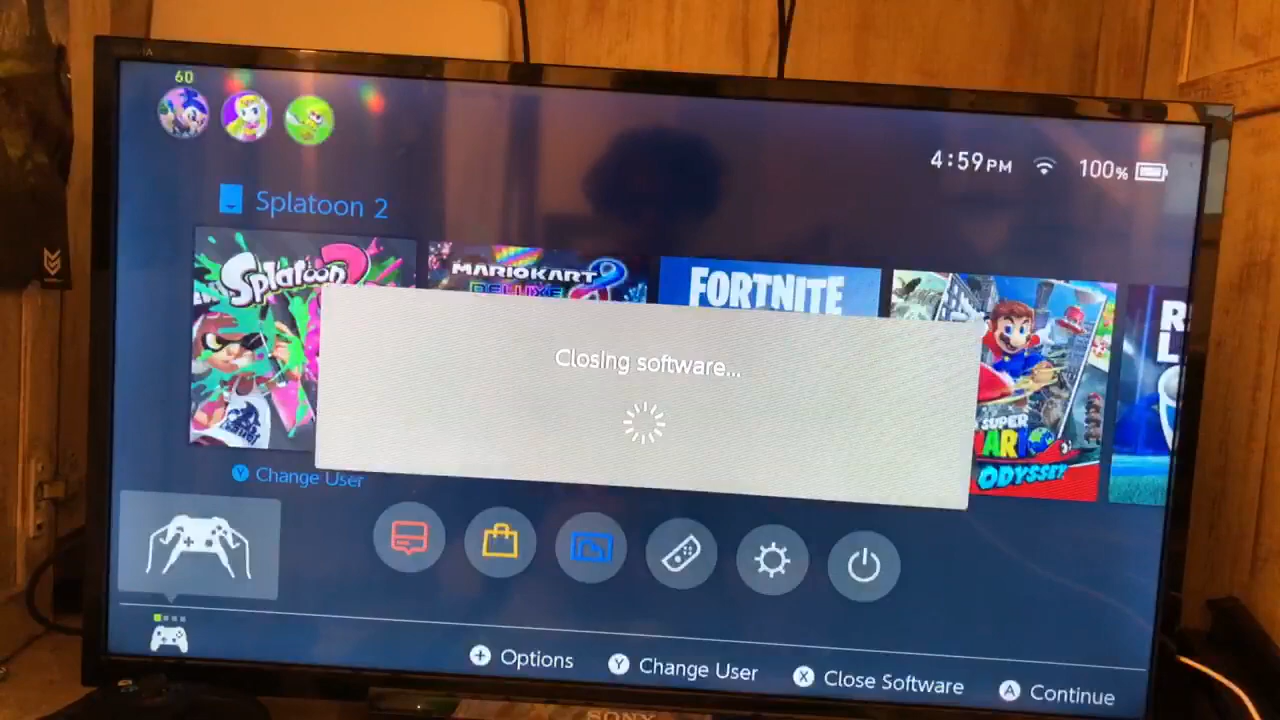 60
4:59PM
100%
Splatoon 2
Splatoon 2
MARIOKART 8
DELUXE
FORTNITE
SUPER
MARIO
ODYSSEY
R
L
Closing software...
Y Change User
+ Options
Y Change User
X Close Software
A Continue
SONY